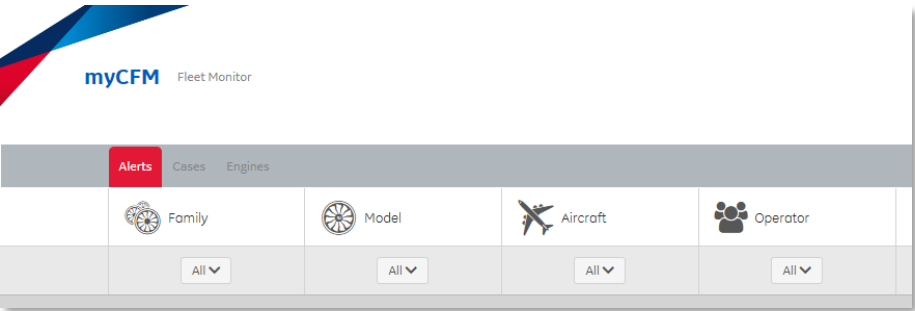 myCFM Fleet Monitor
Alerts Cases Engines
Family Model Aircraft Operator
All All All All